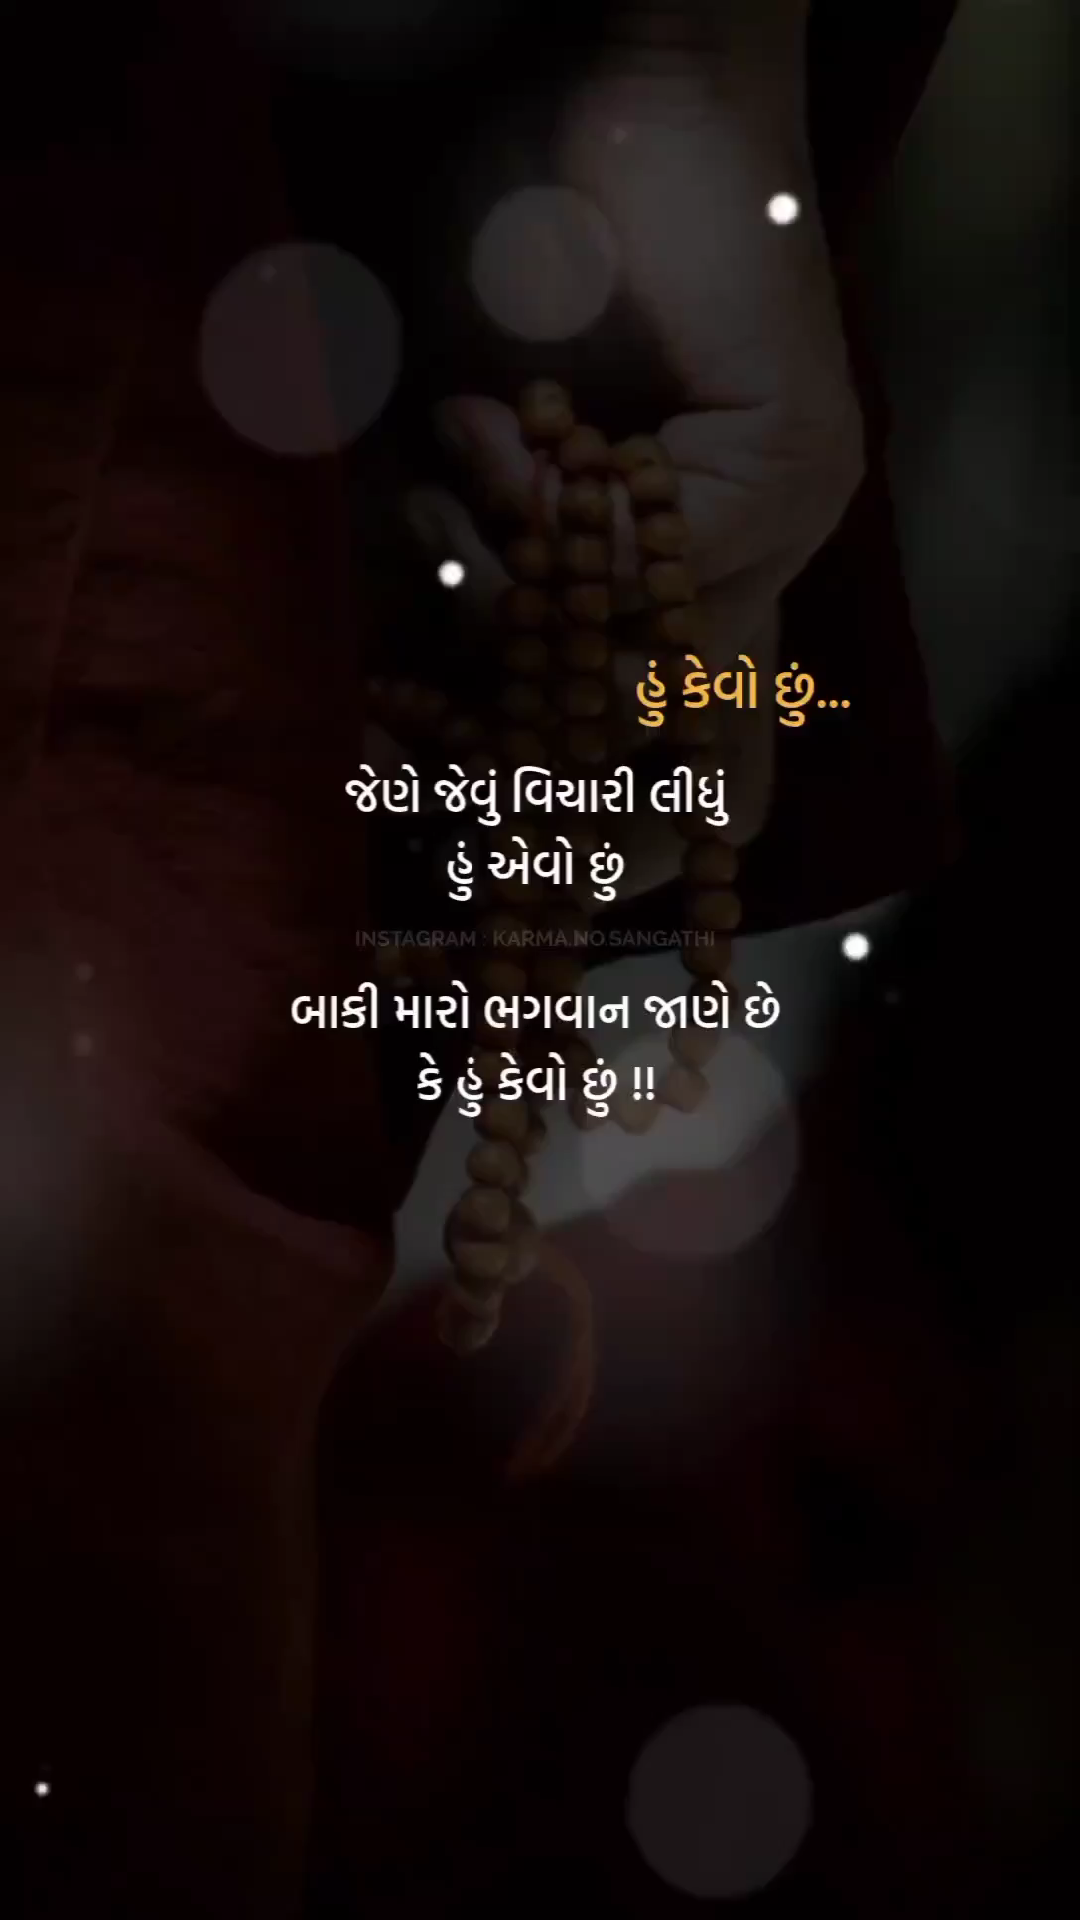 હું કેવો છું...
જેણે જેવું વિચારી લીધું
હું એવો છું
INSTAGRAM : KARMA.NO.SANGATHI
બાકી મારો ભગવાન જાણે છે
કે હું કેવો છું !!